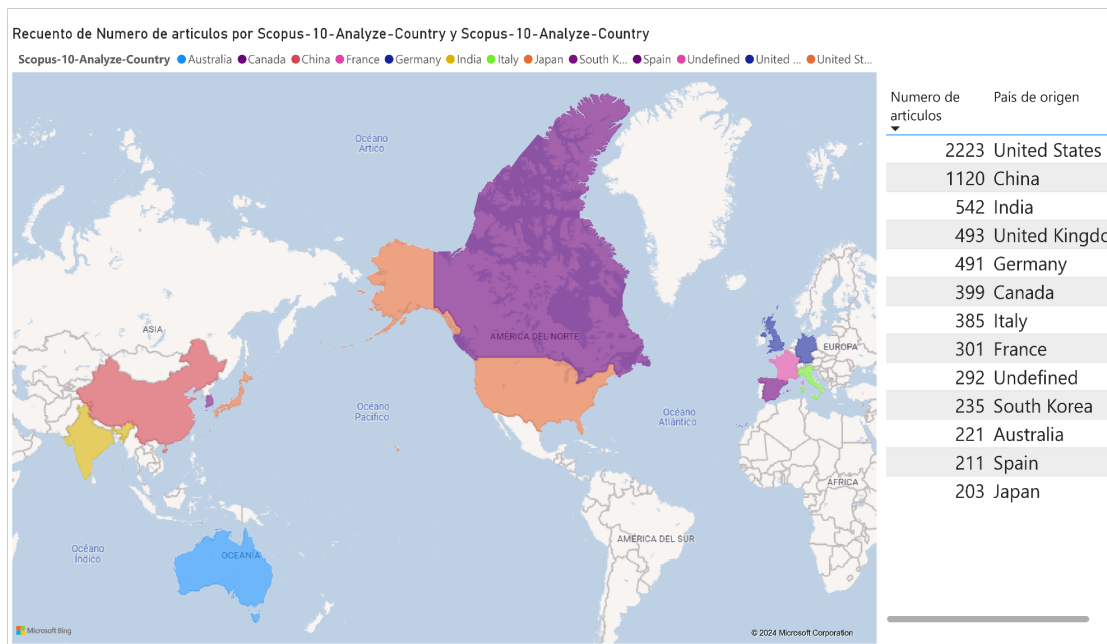 Recuento de Numero de articulos por Scopus-10-Analyze-Country y Scopus-10-Analyze-Country
Scopus-10-Analyze-Country Australia Canada China France Germany India Italy Japan South K... Spain Undefined United ... United St...
Océano
Ártico
ASIA
AMÉRICA DEL NORTE
EUROPA
Océano
Pacífico
Océano
Atlántico
ÁFRICA
AMÉRICA DEL SUR
Océano
Índico
OCEANÍA
Microsoft Bing
© 2024 Microsoft Corporation
Numero de País de origen
articulos
2223 United States
1120 China
542 India
493 United Kingdo
491 Germany
399 Canada
385 Italy
301 France
292 Undefined
235 South Korea
221 Australia
211 Spain
203 Japan